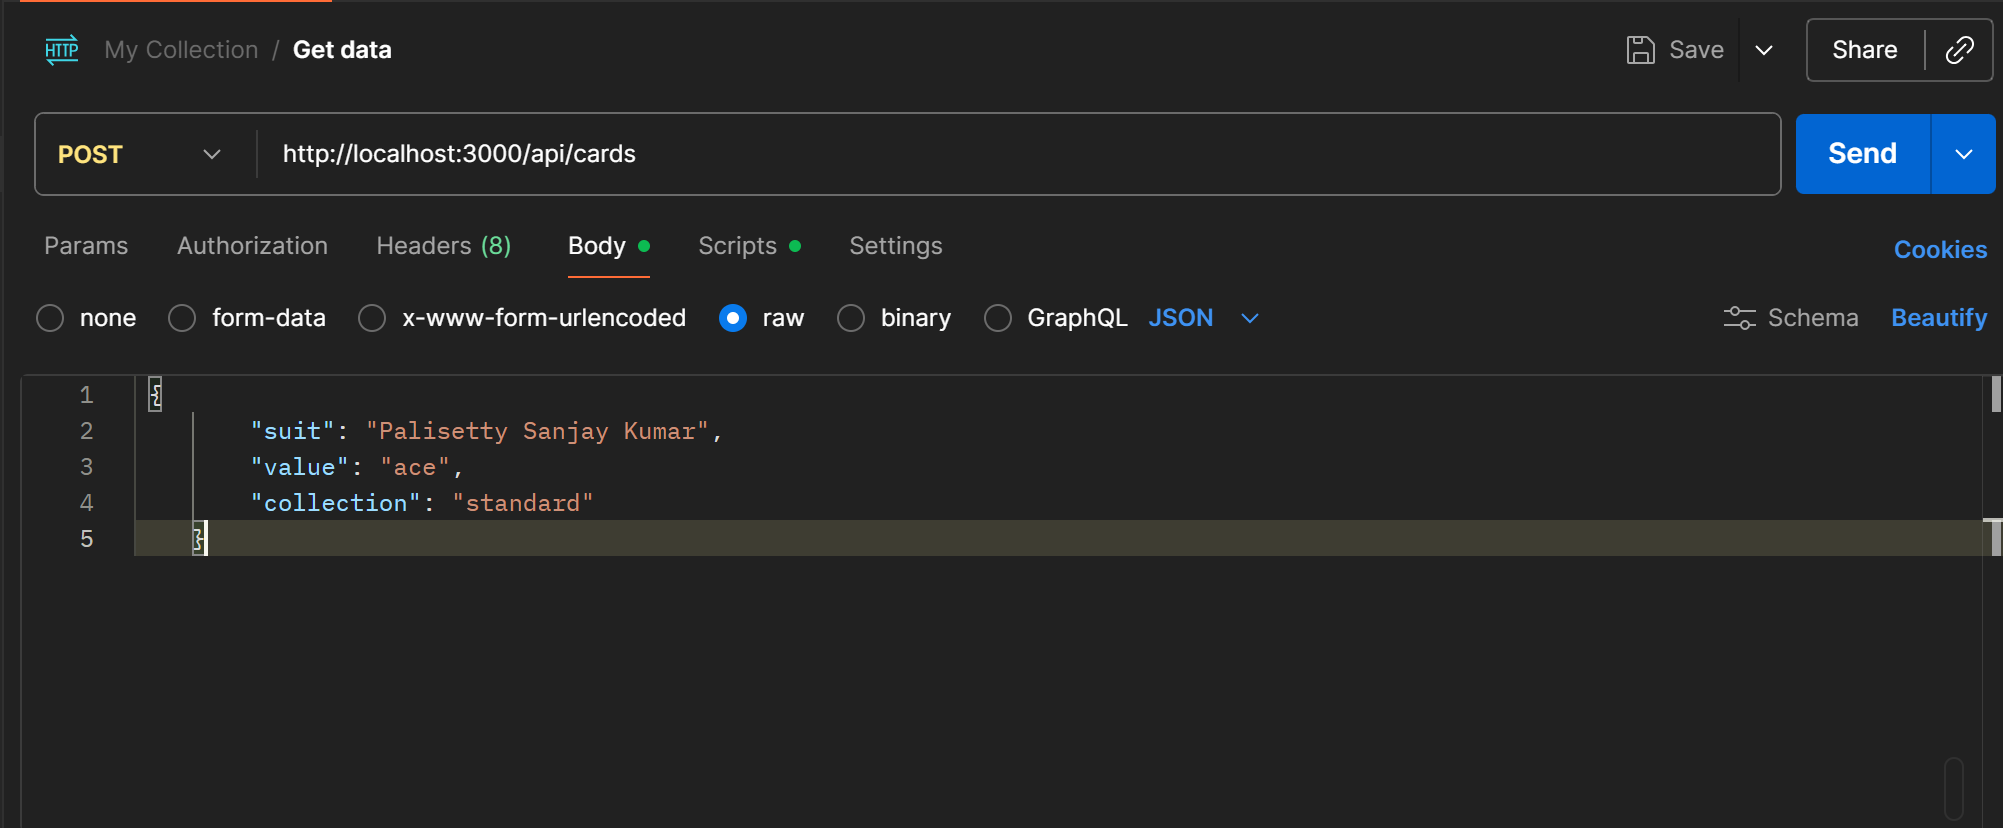 HTTP My Collection / Get data Save Share
POST http://localhost:3000/api/cards Send
Params Authorization Headers (8) Body Scripts Settings Cookies
none form-data x-www-form-urlencoded raw binary GraphQL JSON Schema Beautify
1 {
2 "suit": "Palisetty Sanjay Kumar",
3 "value": "ace",
4 "collection": "standard"
5 }